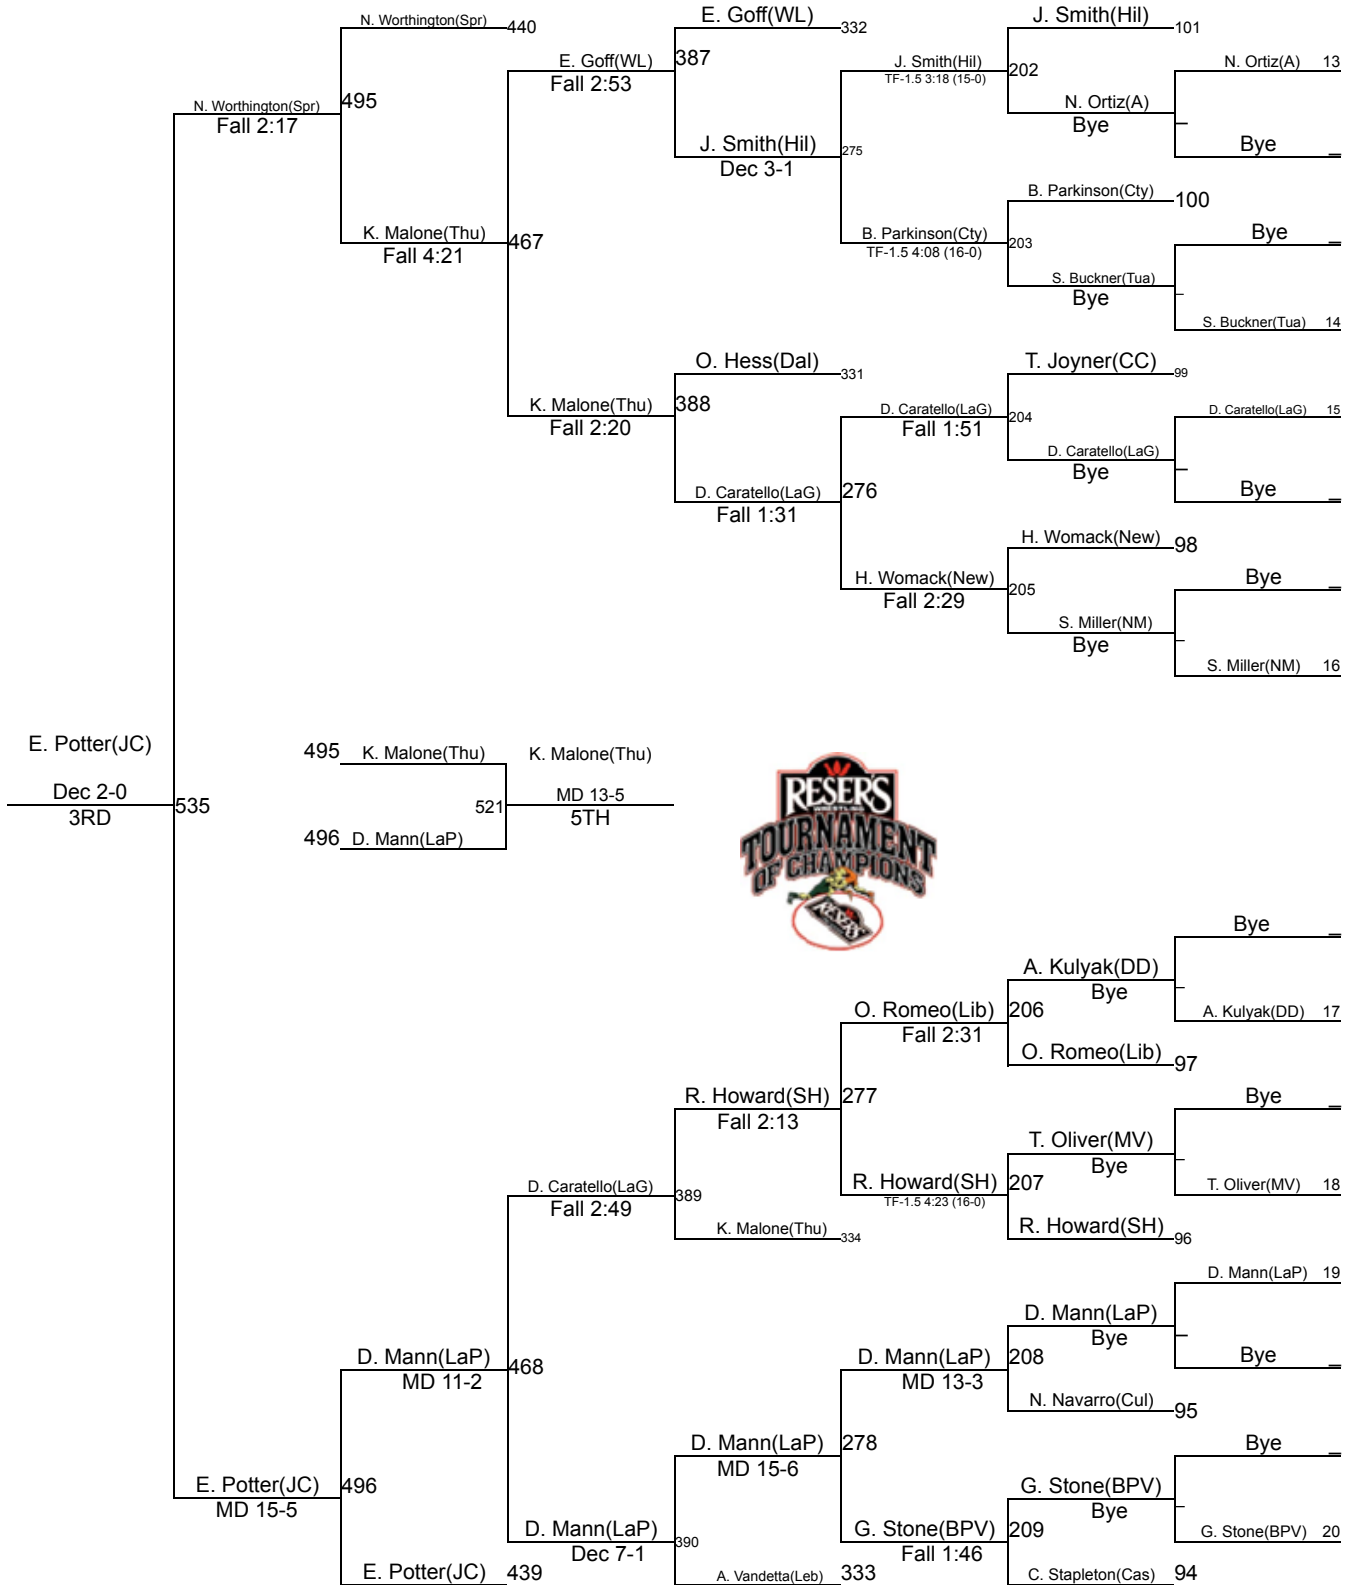 N. Worthington(Spr) 440
E. Goff(WL) 332
J. Smith(Hil) 101
E. Goff(WL) 387
Fall 2:53
J. Smith(Hil) 202
TF-1.5 3:18 (15-0)
N. Ortiz(A) 13
N. Worthington(Spr) 495
Fall 2:17
N. Ortiz(A)
Bye
J. Smith(Hil) 275
Dec 3-1
Bye
B. Parkinson(Cty) 100
K. Malone(Thu) 467
Fall 4:21
B. Parkinson(Cty) 203
TF-1.5 4:08 (16-0)
Bye
S. Buckner(Tua)
Bye
S. Buckner(Tua) 14
O. Hess(Dal) 331
T. Joyner(CC) 99
K. Malone(Thu) 388
Fall 2:20
D. Caratello(LaG) 204
Fall 1:51
D. Caratello(LaG) 15
D. Caratello(LaG)
Bye
D. Caratello(LaG) 276
Fall 1:31
Bye
H. Womack(New) 98
H. Womack(New) 205
Fall 2:29
Bye
S. Miller(NM)
Bye
S. Miller(NM) 16
E. Potter(JC)
Dec 2-0 535
3RD
495 K. Malone(Thu)
K. Malone(Thu)
521 MD 13-5
5TH
496 D. Mann(LaP)
RESER'S
WRESTLING
TOURNAMENT
OF CHAMPIONS
RESER'S
Bye
A. Kulyak(DD)
Bye
O. Romeo(Lib) 206
Fall 2:31
A. Kulyak(DD) 17
O. Romeo(Lib) 97
R. Howard(SH) 277
Fall 2:13
Bye
T. Oliver(MV)
Bye
D. Caratello(LaG) 389
Fall 2:49
R. Howard(SH) 207
TF-1.5 4:23 (16-0)
T. Oliver(MV) 18
K. Malone(Thu) 334
R. Howard(SH) 96
D. Mann(LaP) 19
D. Mann(LaP)
Bye
D. Mann(LaP) 468
MD 11-2
D. Mann(LaP) 208
MD 13-3
Bye
N. Navarro(Cul) 95
D. Mann(LaP) 278
MD 15-6
Bye
E. Potter(JC) 496
MD 15-5
G. Stone(BPV)
Bye
D. Mann(LaP) 390
Dec 7-1
G. Stone(BPV) 209
Fall 1:46
G. Stone(BPV) 20
E. Potter(JC) 439
A. Vandetta(Leb) 333
C. Stapleton(Cas) 94